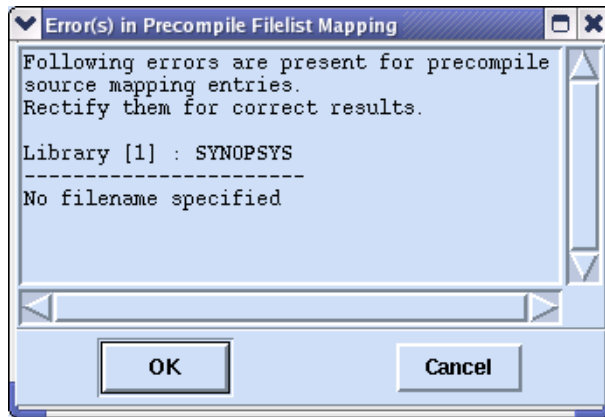 Error(s) in Precompile Filelist Mapping
Following errors are present for precompile
source mapping entries.
Rectify them for correct results.
Library [1] : SYNOPSYS
-----------------------
No filename specified
OK
Cancel